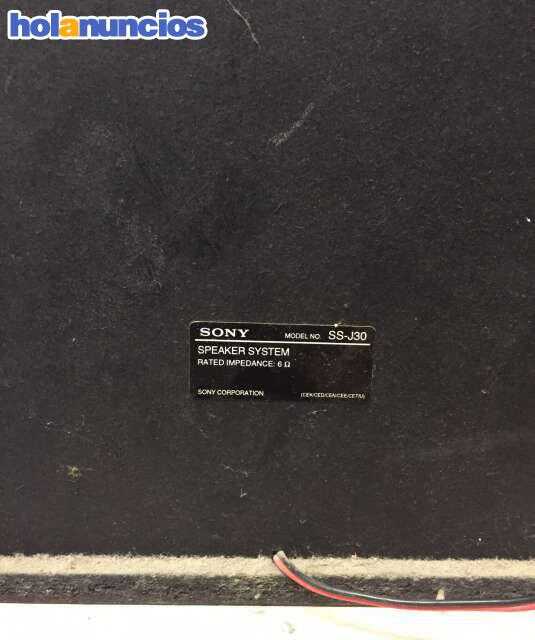 holanuncios
SONY MODEL NO. SS-J30
SPEAKER SYSTEM
RATED IMPEDANCE: 6 Ω
SONY CORPORATION